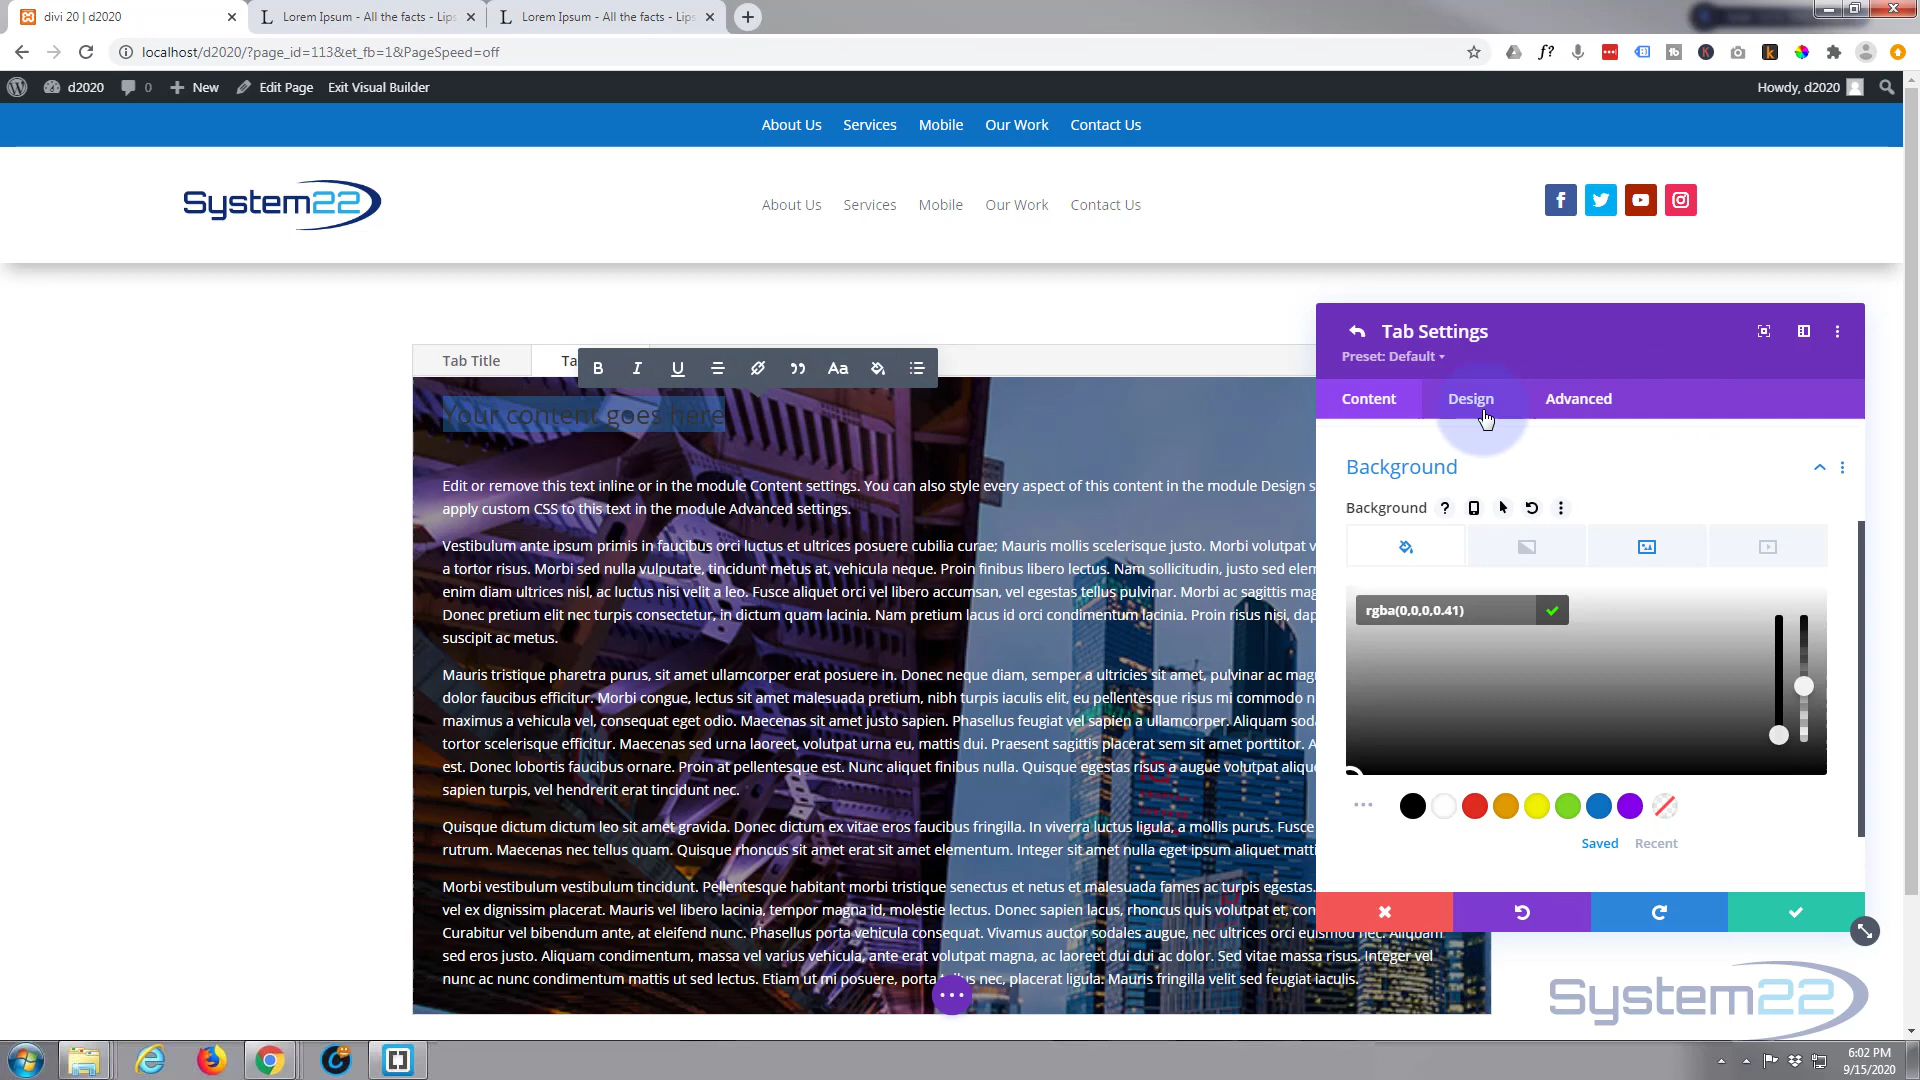 divi 20 | d2020
Lorem Ipsum - All the facts - Lips
Lorem Ipsum - All the facts - Lips
localhost/d2020/?page_id=113&et_fb=1&PageSpeed=off
d2020
0
New
Edit Page
Exit Visual Builder
Howdy, d2020
About Us
Services
Mobile
Our Work
Contact Us
System22
About Us
Services
Mobile
Our Work
Contact Us
Tab Title
Ta
Your content goes here
Edit or remove this text inline or in the module Content settings. You can also style every aspect of this content in the module Design s
apply custom CSS to this text in the module Advanced settings.
Vestibulum ante ipsum primis in faucibus orci luctus et ultrices posuere cubilia curae; Mauris mollis scelerisque justo. Morbi volutpat v
a tortor risus. Morbi sed nulla vulputate, tincidunt metus at, vehicula neque. Proin finibus libero lectus. Nam sollicitudin, justo sed elem
enim diam ultrices nisl, ac luctus nisi velit a leo. Fusce aliquet orci vel libero accumsan, vel egestas tellus pulvinar. Morbi ac sagittis mag
Donec pretium elit nec turpis consectetur, in dictum quam lacinia. Nam pretium lacus id orci condimentum lacinia. Proin risus nisi, dap
suscipit ac metus.
Mauris tristique pharetra purus, sit amet ullamcorper erat posuere in. Donec neque diam, semper a ultricies sit amet, pulvinar ac mag
dolor faucibus efficitur. Morbi congue, lectus sit amet malesuada pretium, nibh turpis iaculis elit, eu pellentesque risus mi commodo n
maximus a vehicula vel, consequat eget odio. Maecenas sit amet justo sapien. Phasellus feugiat vel sapien a ullamcorper. Aliquam soda
tortor scelerisque efficitur. Maecenas sed urna laoreet, volutpat urna eu, mattis dui. Praesent sagittis placerat sem sit amet porttitor. A
est. Donec lobortis faucibus ornare. Proin at pellentesque est. Nunc aliquet finibus nulla. Quisque egestas risus a augue volutpat alique
sapien turpis, vel hendrerit erat tincidunt nec.
Quisque dictum dictum leo sit amet gravida. Donec dictum ex vitae eros faucibus fringilla. In viverra luctus ligula, a mollis purus. Fusce
rutrum. Maecenas nec tellus quam. Quisque rhoncus sit amet erat sit amet elementum. Integer sit amet nulla eget ipsum aliquet matti
Morbi vestibulum vestibulum tincidunt. Pellentesque habitant morbi tristique senectus et netus et malesuada fames ac turpis egestas.
vel ex dignissim placerat. Mauris vel libero lacinia, tempor magna id, molestie lectus. Donec sapien lacus, rhoncus quis volutpat et, con
Curabitur vel bibendum ante, at eleifend nunc. Phasellus porta vehicula consequat. Vivamus auctor sodales augue, nec ultrices orci euismod nec. Aliquam
sed eros justo. Aliquam condimentum, massa vel varius vehicula, ante erat volutpat magna, ac laoreet dui dui ac dolor. Sed vitae massa risus. Integer vel
nunc ac nunc condimentum mattis ut sed lectus. Etiam ut mi posuere, porta nec, placerat ligula. Mauris fringilla velit sed feugiat iaculis.
Tab Settings
Preset: Default
Content
Design
Advanced
Background
Background
rgba(0,0,0,0.41)
Saved
Recent
System22
6:02 PM
9/15/2020